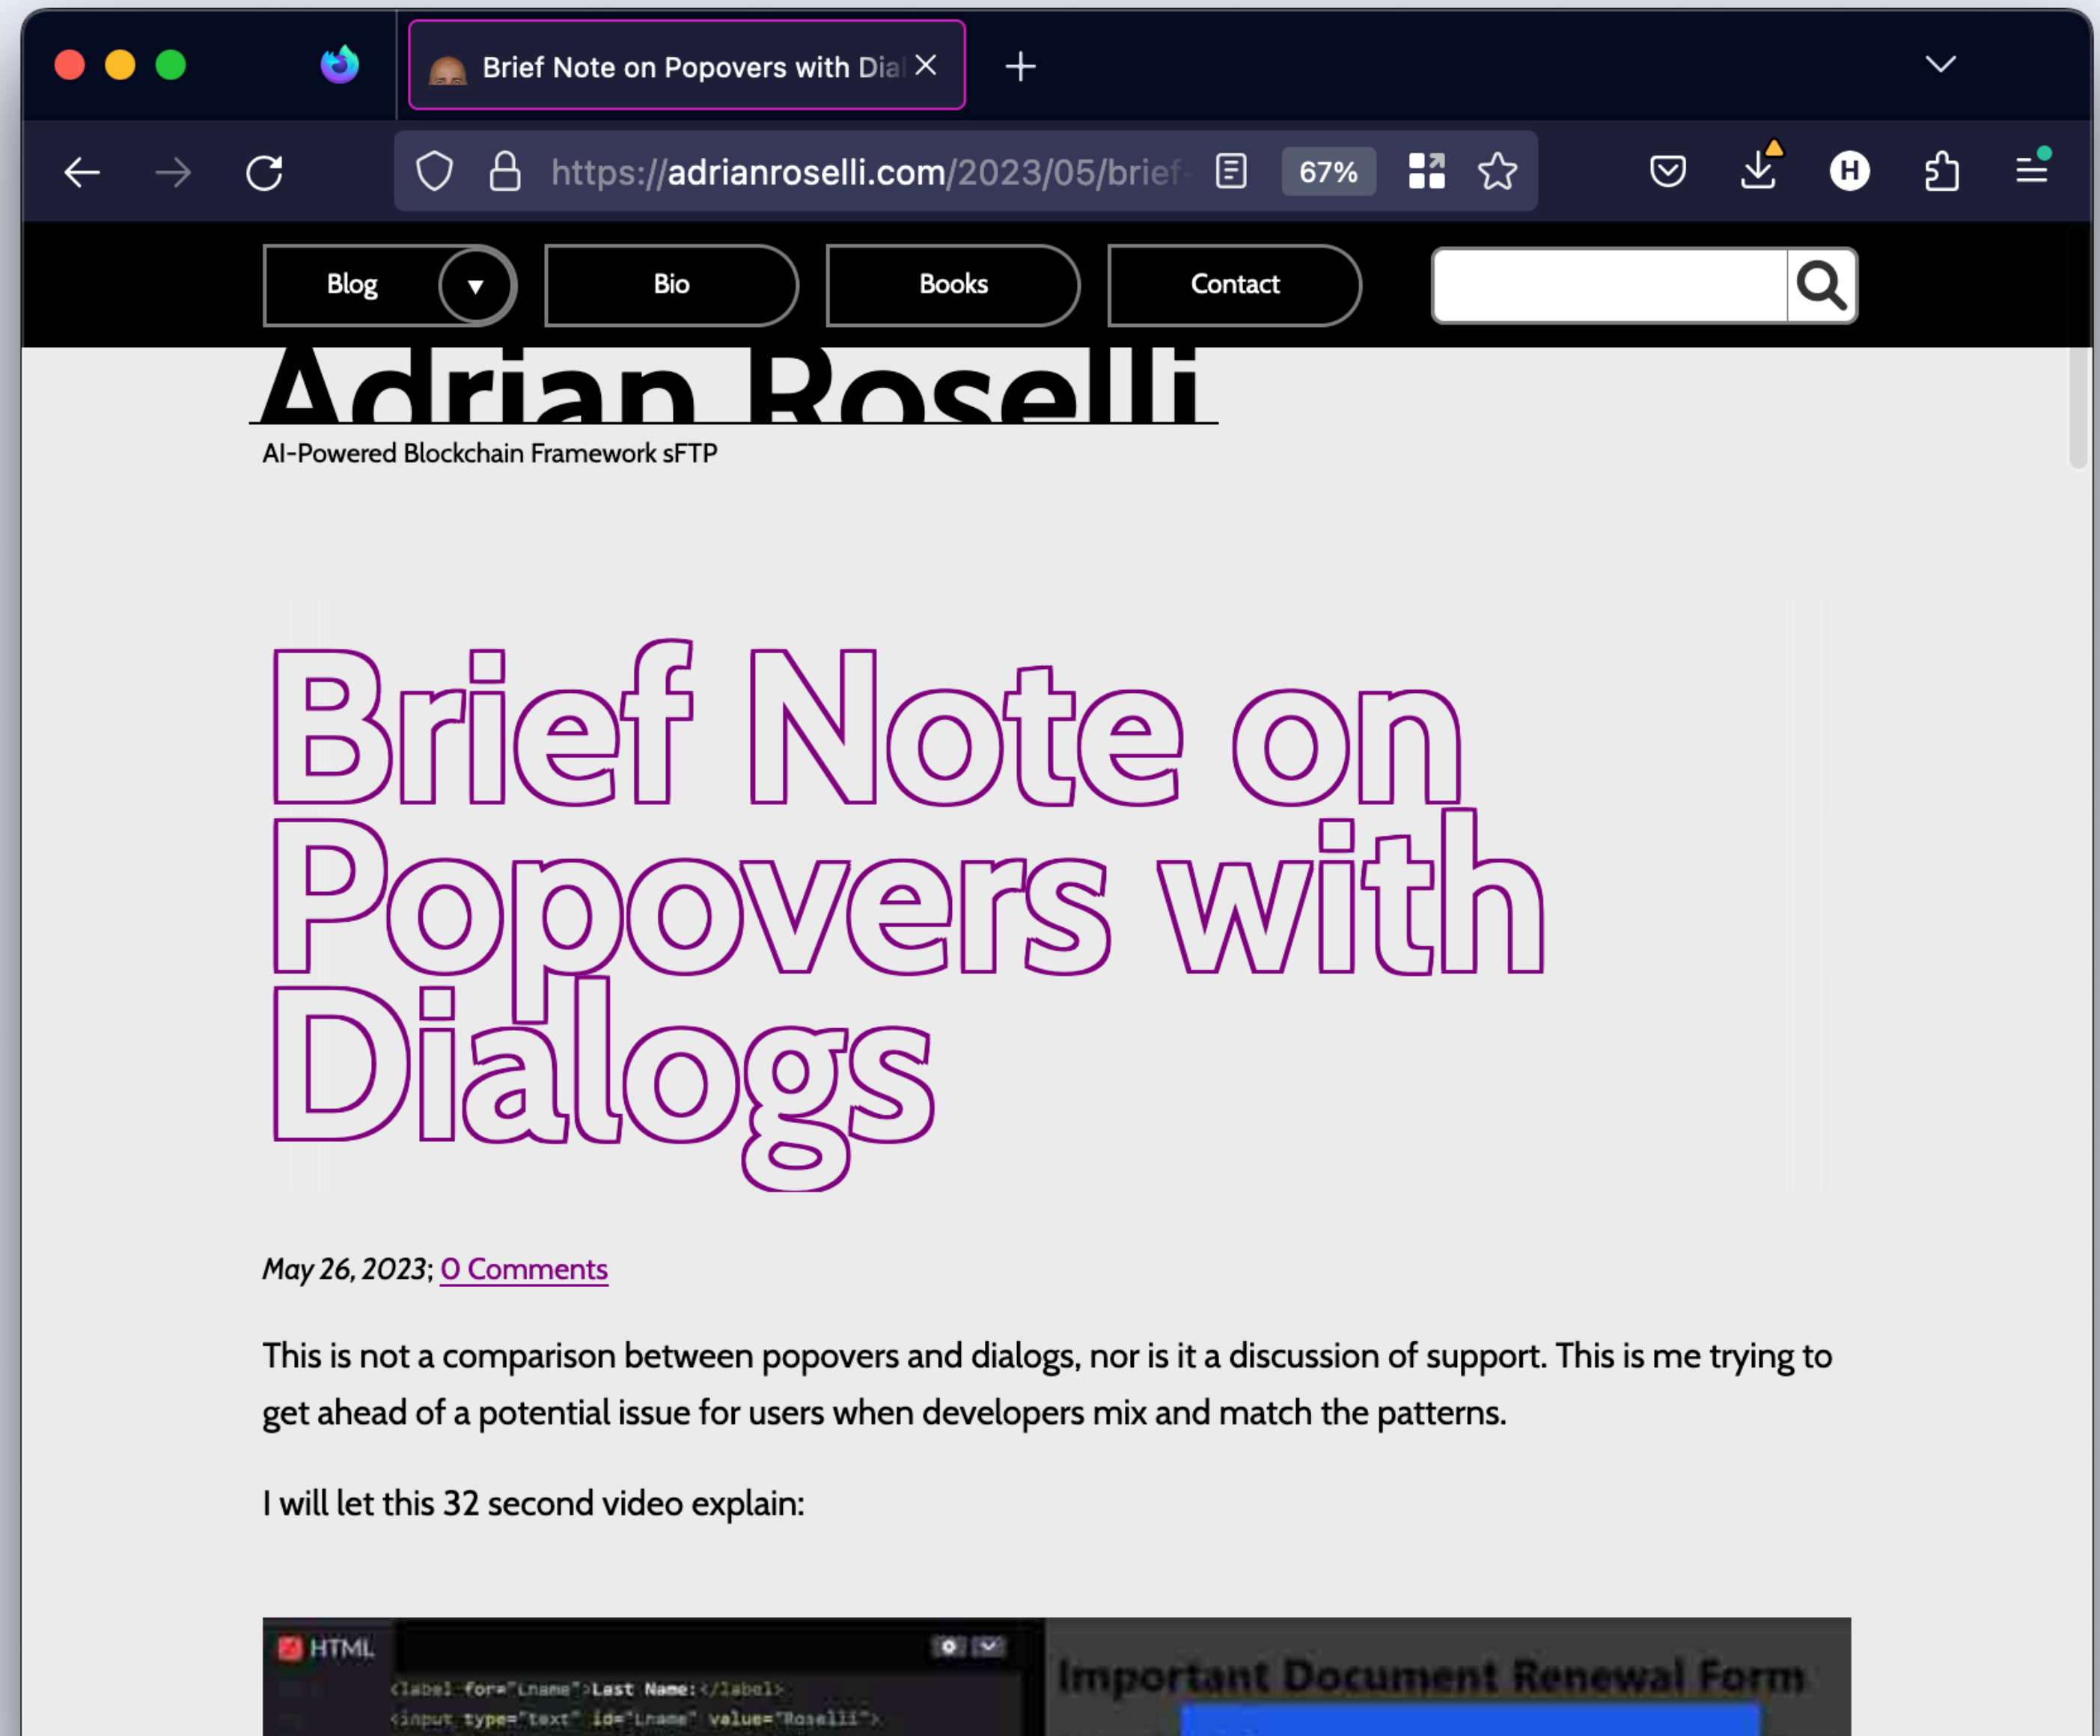 Brief Note on Popovers with Dia
https://adrianroselli.com/2023/05/brief-
67%
H
Blog
Bio
Books
Contact
Adrian Roselli
AI-Powered Blockchain Framework sFTP
Brief Note on
Popovers with
Dialogs
May 26, 2023; 0 Comments
This is not a comparison between popovers and dialogs, nor is it a discussion of support. This is me trying to
get ahead of a potential issue for users when developers mix and match the patterns.
I will let this 32 second video explain:
HTML
<label for="Lname">Last Name:</label>
<input type="text" id="Lname" value="Roselli">
Important Document Renewal Form